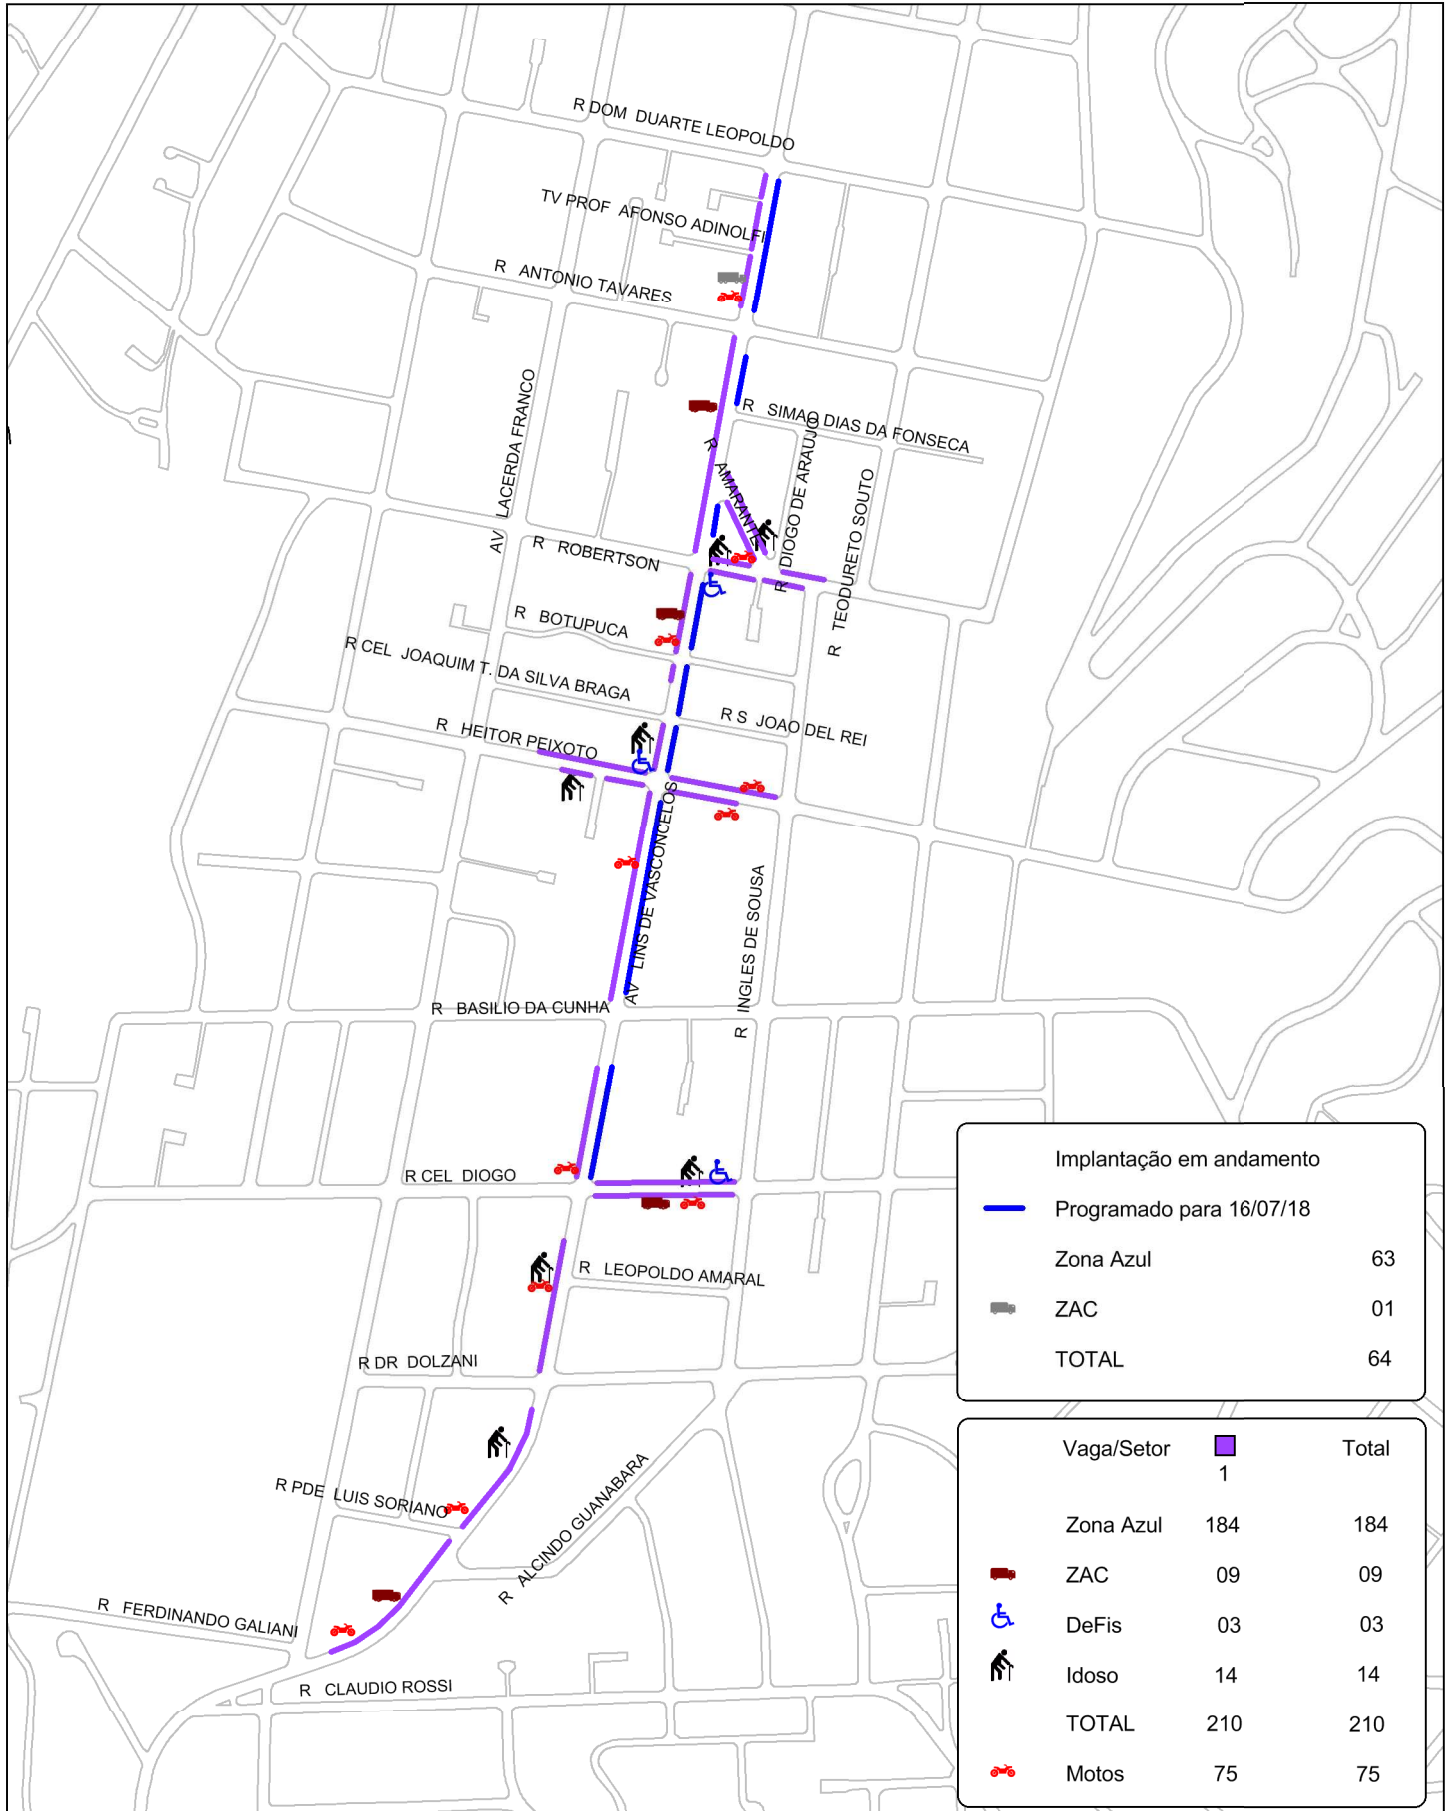 R DOM DUARTE LEOPOLDO
TV PROF AFONSO ADINOLFI
R ANTONIO TAVARES
AV LACERDA FRANCO
R SIMAO DIAS DA FONSECA
R AMARANTE
R DIOGO DE ARAUJO
R TEODURETO SOUTO
R ROBERTSON
R BOTUPUCA
R CEL JOAQUIM T. DA SILVA BRAGA
R S JOAO DEL REI
R HEITOR PEIXOTO
AV LINS DE VASCONCELOS
R INGLES DE SOUSA
R BASILIO DA CUNHA
R CEL DIOGO
R LEOPOLDO AMARAL
R DR DOLZANI
R PDE LUIS SORIANO
R ALCINDO GUANABARA
R FERDINANDO GALIANI
R CLAUDIO ROSSI
Implantação em andamento
Programado para 16/07/18
Zona Azul 63
ZAC 01
TOTAL 64
Vaga/Setor Total
1
Zona Azul 184 184
ZAC 09 09
DeFis 03 03
Idoso 14 14
TOTAL 210 210
Motos 75 75